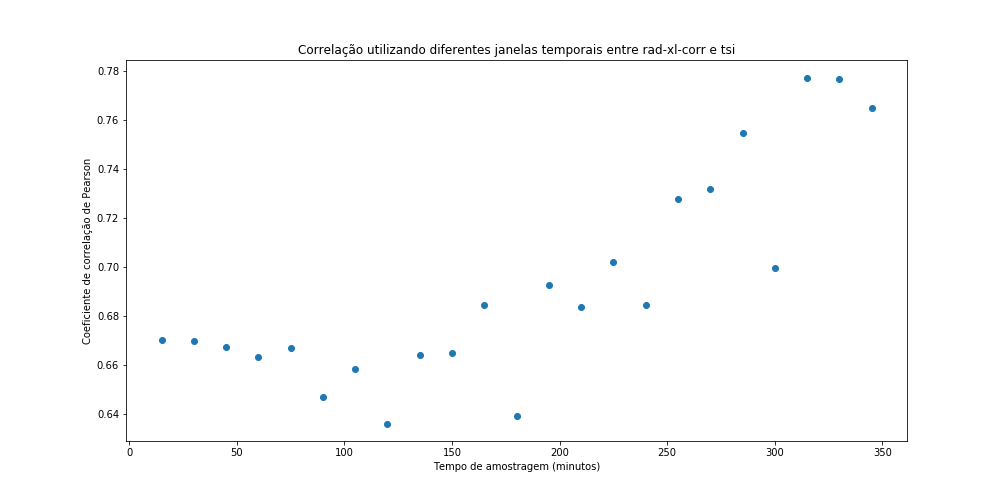 Correlação utilizando diferentes janelas temporais entre rad-xl-corr e tsi
Coeficiente de correlação de Pearson
0.78
0.76
0.74
0.72
0.70
0.68
0.66
0.64
0 50 100 150 200 250 300 350
Tempo de amostragem (minutos)